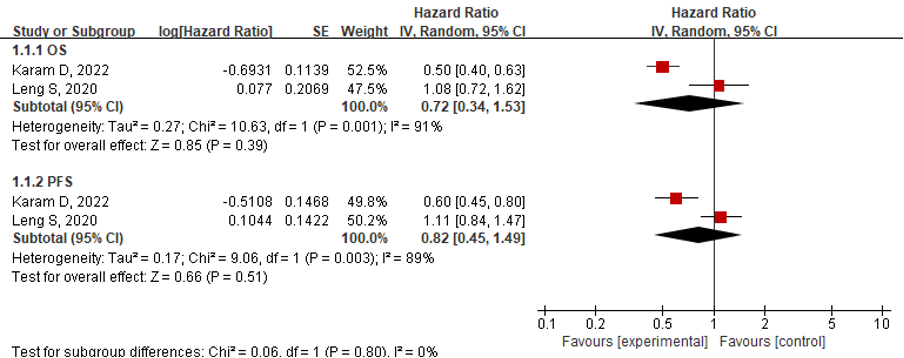 Hazard Ratio Hazard Ratio
Study or Subgroup log[Hazard Ratio] SE Weight IV, Random, 95% CI IV, Random, 95% CI
1.1.1 OS
Karam D, 2022 -0.6931 0.1139 52.5% 0.50 [0.40, 0.63]
Leng S, 2020 0.077 0.2069 47.5% 1.08 [0.72, 1.62]
Subtotal (95% CI) 100.0% 0.72 [0.34, 1.53]
Heterogeneity: Tau² = 0.27; Chi² = 10.63, df = 1 (P = 0.001); I² = 91%
Test for overall effect: Z = 0.85 (P = 0.39)
1.1.2 PFS
Karam D, 2022 -0.5108 0.1468 49.8% 0.60 [0.45, 0.80]
Leng S, 2020 0.1044 0.1422 50.2% 1.11 [0.84, 1.47]
Subtotal (95% CI) 100.0% 0.82 [0.45, 1.49]
Heterogeneity: Tau² = 0.17; Chi² = 9.06, df = 1 (P = 0.003); I² = 89%
Test for overall effect: Z = 0.66 (P = 0.51)
0.1 0.2 0.5 1 2 5 10
Favours [experimental] Favours [control]
Test for subgroup differences: Chi² = 0.06, df = 1 (P = 0.80), I² = 0%